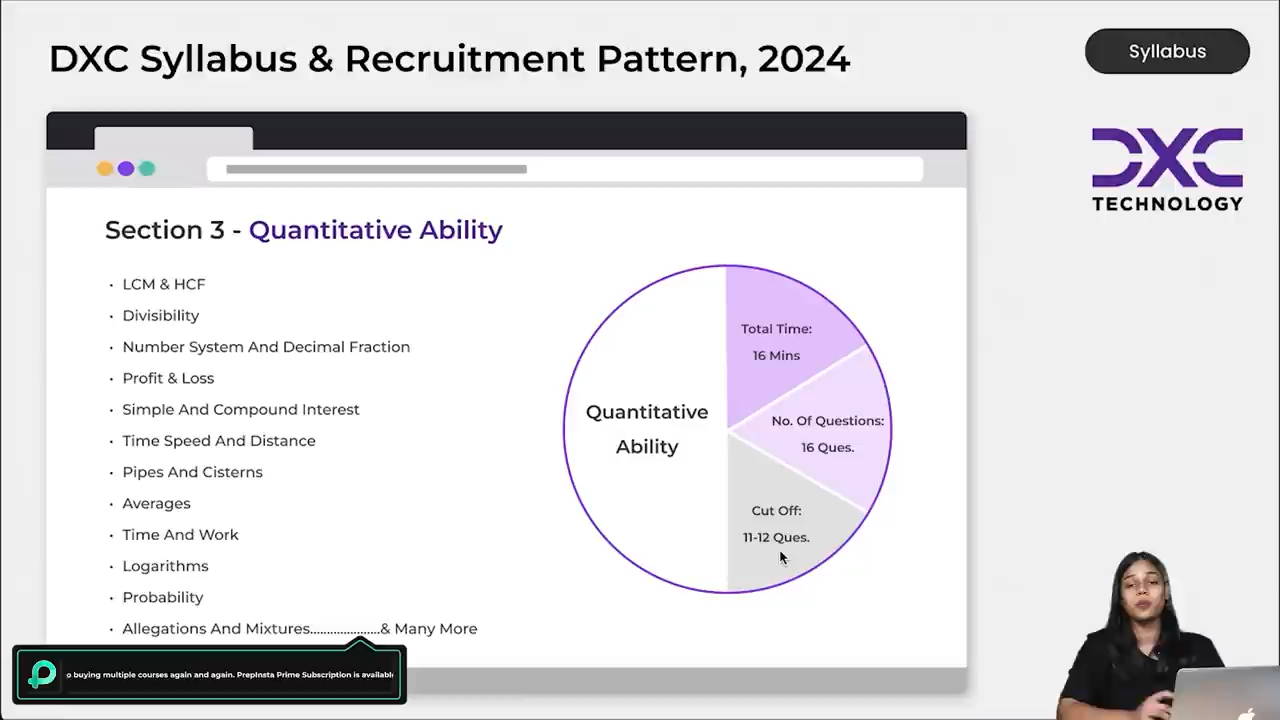 DXC Syllabus & Recruitment Pattern, 2024
Syllabus
DXC
TECHNOLOGY
Section 3 - Quantitative Ability
• LCM & HCF
• Divisibility
• Number System And Decimal Fraction
• Profit & Loss
• Simple And Compound Interest
• Time Speed And Distance
• Pipes And Cisterns
• Averages
• Time And Work
• Logarithms
• Probability
• Allegations And Mixtures....................& Many More
Quantitative
Ability
Total Time:
16 Mins
No. Of Questions:
16 Ques.
Cut Off:
11-12 Ques.
buying multiple courses again and again. PrepInsta Prime Subscription is available